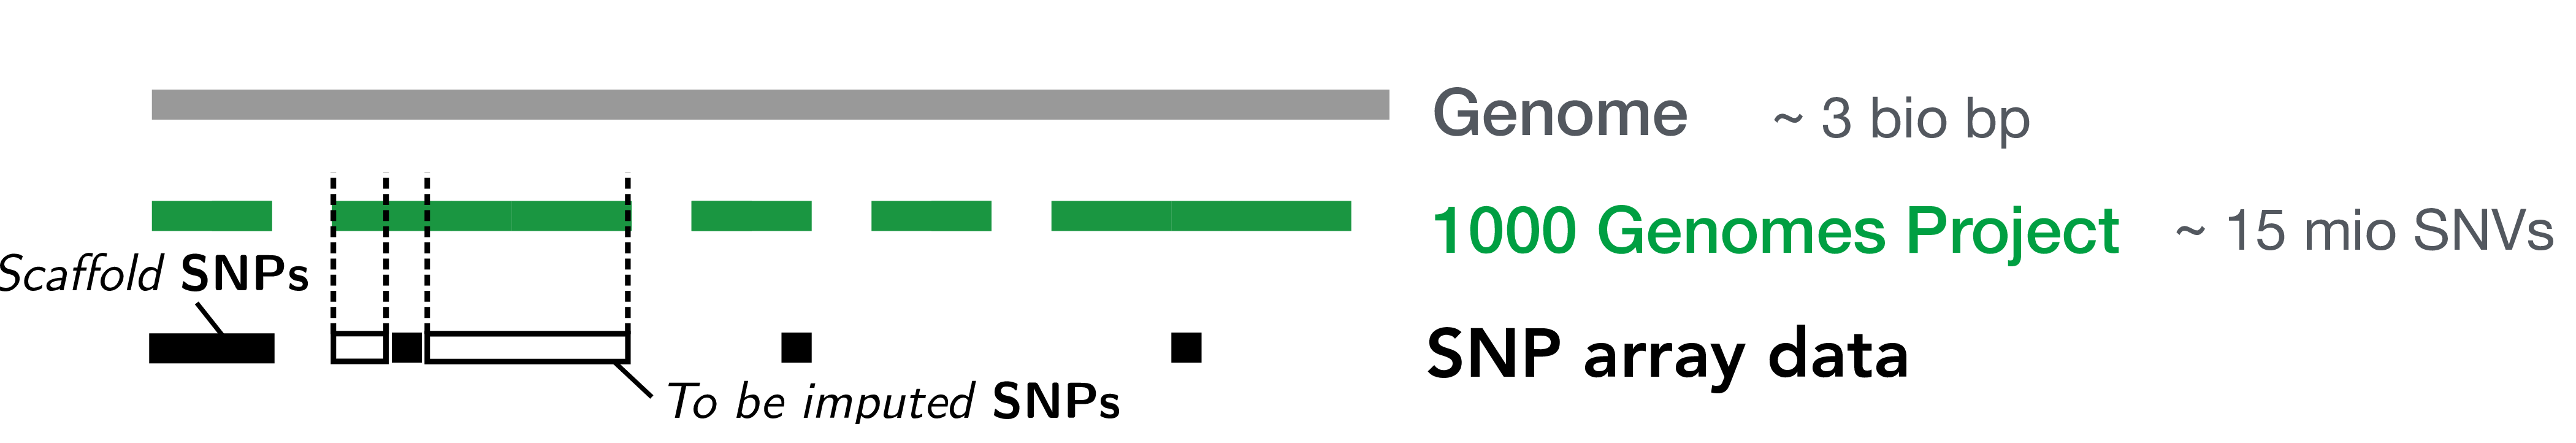 Genome ~ 3 bio bp
1000 Genomes Project ~ 15 mio SNVs
Scaffold SNPs
SNP array data
To be imputed SNPs